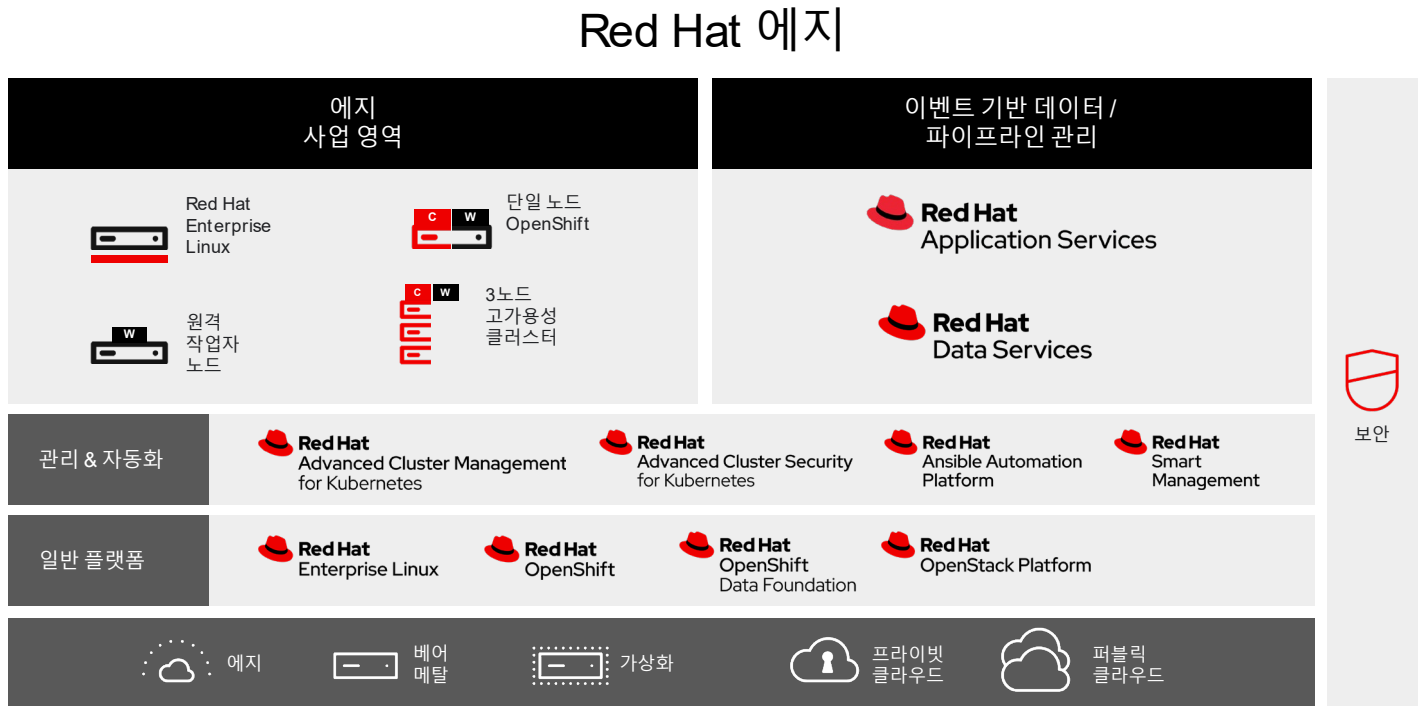 Red Hat 에지
에지
사업 영역
이벤트 기반 데이터 /
파이프라인 관리
Red Hat
Enterprise
Linux
C W
단일 노드
OpenShift
W
원격
작업자
노드
C W
3노드
고가용성
클러스터
Red Hat
Application Services
Red Hat
Data Services
보안
관리 & 자동화
Red Hat
Advanced Cluster Management
for Kubernetes
Red Hat
Advanced Cluster Security
for Kubernetes
Red Hat
Ansible Automation
Platform
Red Hat
Smart
Management
일반 플랫폼
Red Hat
Enterprise Linux
Red Hat
OpenShift
Red Hat
OpenShift
Data Foundation
Red Hat
OpenStack Platform
에지
베어
메탈
가상화
프라이빗
클라우드
퍼블릭
클라우드